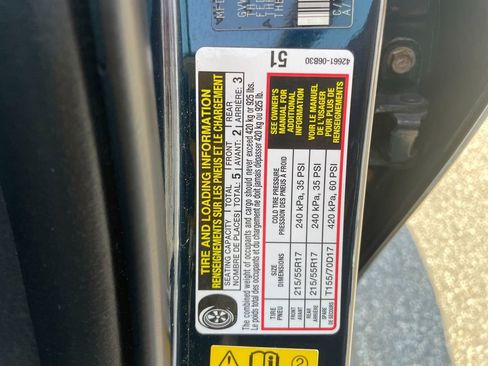 MFD
GVW
42661-06B30
51
TIRE AND LOADING INFORMATION
RENSEIGNEMENTS SUR LES PNEUS ET LE CHARGEMENT
SEATING CAPACITY | FRONT | REAR
NOMBRE DE PLACES | TOTAL: 5 | AVANT: 2 | ARRIÈRE: 3
The combined weight of occupants and cargo should never exceed 420 kg or 925 lbs.
Le poids total des occupants et du chargement ne doit jamais dépasser 420 kg ou 925 lb.
TIRE SIZE COLD TIRE PRESSURE
PNEU DIMENSIONS PRESSION DES PNEUS À FROID
FRONT 215/55R17 240 kPa, 35 PSI
AVANT
REAR 215/55R17 240 kPa, 35 PSI
ARRIÈRE
SPARE T155/70D17 420 kPa, 60 PSI
DE SECOURS
SEE OWNER'S
MANUAL FOR
ADDITIONAL
INFORMATION
VOIR LE MANUEL
DE L'USAGER
POUR PLUS DE
RENSEIGNEMENTS
2